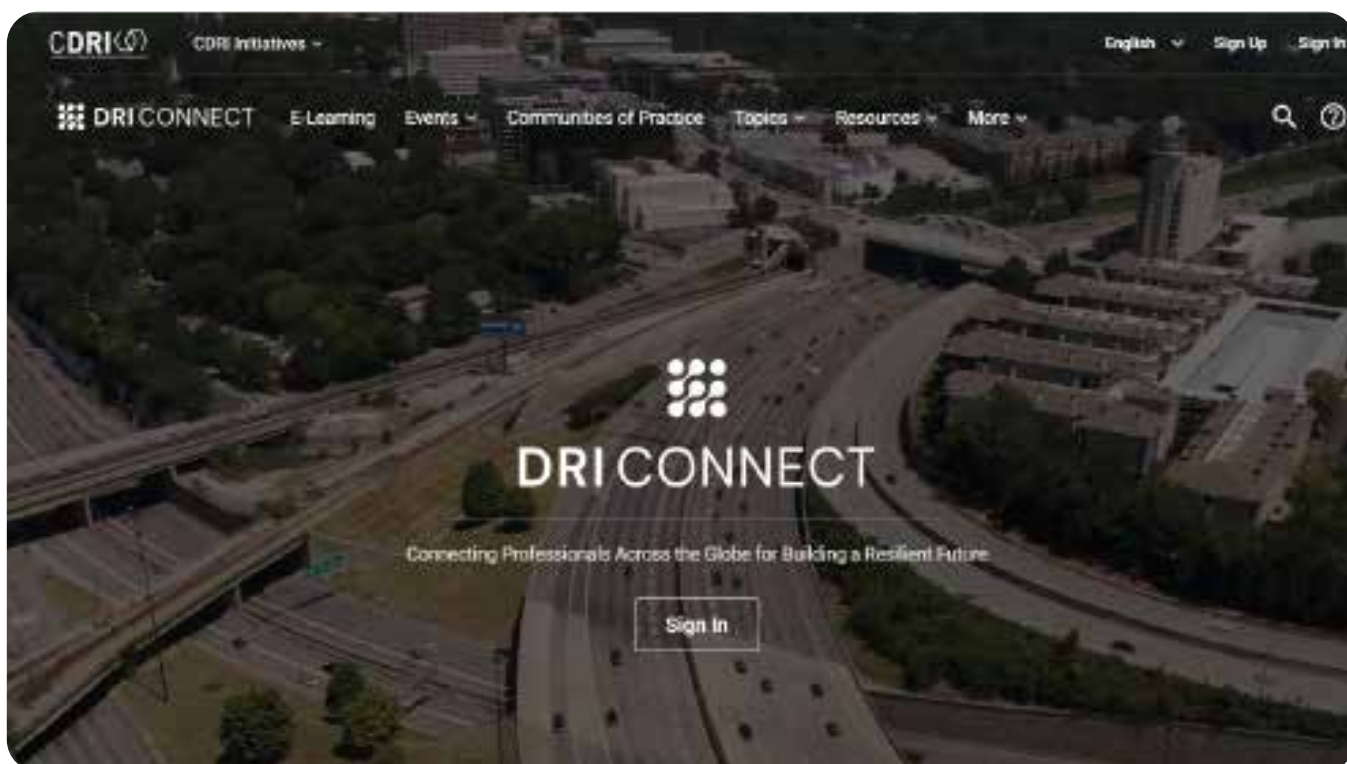 CDRI CDRI Initiatives English Sign Up Sign In
DRI CONNECT E-Learning Events Communities of Practice Topics Resources More
DRI CONNECT
Connecting Professionals Across the Globe for Building a Resilient Future
Sign In